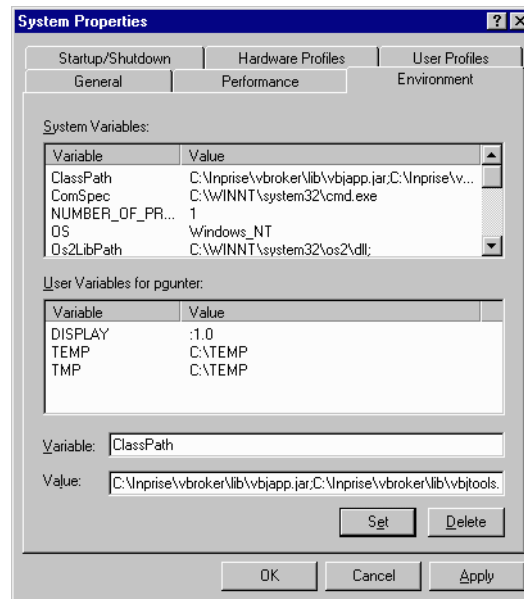 System Properties
Startup/Shutdown Hardware Profiles User Profiles
General Performance Environment
System Variables:
Variable Value
ClassPath C:\Inprise\vbroker\lib\vbjapp.jar;C:\Inprise\v...
ComSpec C:\WINNT\system32\cmd.exe
NUMBER_OF_PR... 1
OS Windows_NT
Os2LibPath C:\WINNT\system32\os2\dll;
User Variables for pgunter:
Variable Value
DISPLAY :1.0
TEMP C:\TEMP
TMP C:\TEMP
Variable: ClassPath
Value: C:\Inprise\vbroker\lib\vbjapp.jar;C:\Inprise\vbroker\lib\vbjtools.
Set Delete
OK Cancel Apply